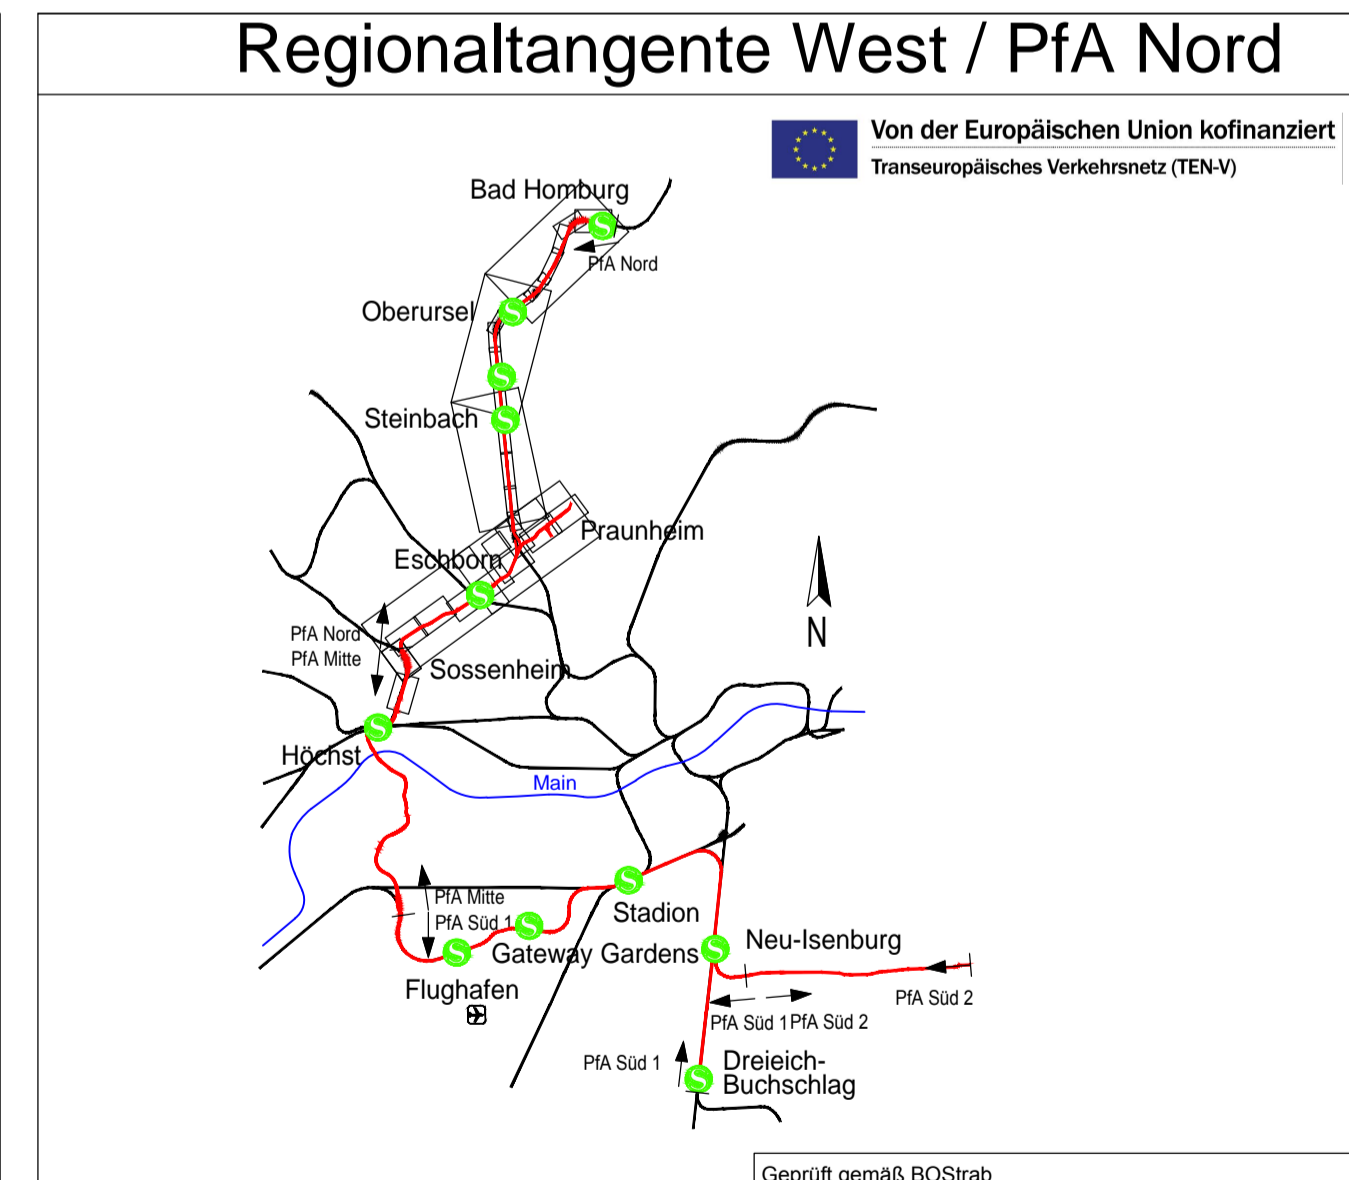 Regionaltangente West / PfA Nord
Von der Europäischen Union kofinanziert
Transeuropäisches Verkehrsnetz (TEN-V)
Bad Homburg
PfA Nord
Oberursel
Steinbach
Praunheim
Eschborn
N
PfA Nord
PfA Mitte
Sossenheim
Höchst
Main
PfA Mitte
PfA Süd 1
Stadion
Gateway Gardens
Neu-Isenburg
Flughafen
PfA Süd 2
PfA Süd 1 PfA Süd 2
PfA Süd 1
Dreieich-
Buchschlag
Geprüft gemäß BOStrab